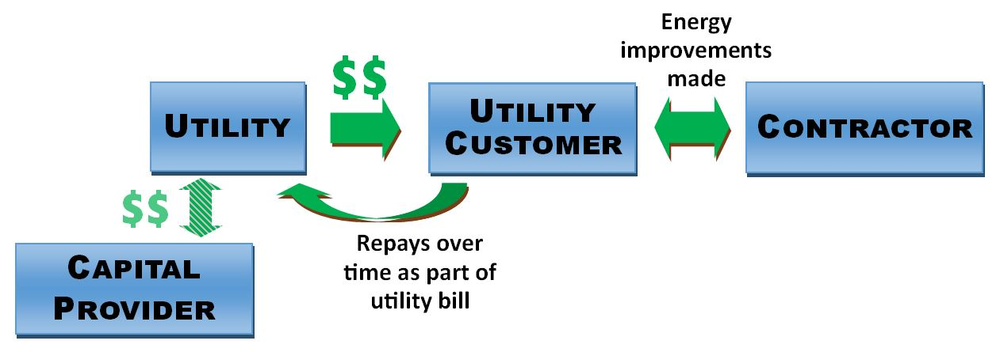 Energy
improvements
made
$$
UTILITY
UTILITY
CUSTOMER
CONTRACTOR
$$
Repays over
time as part of
utility bill
CAPITAL
PROVIDER